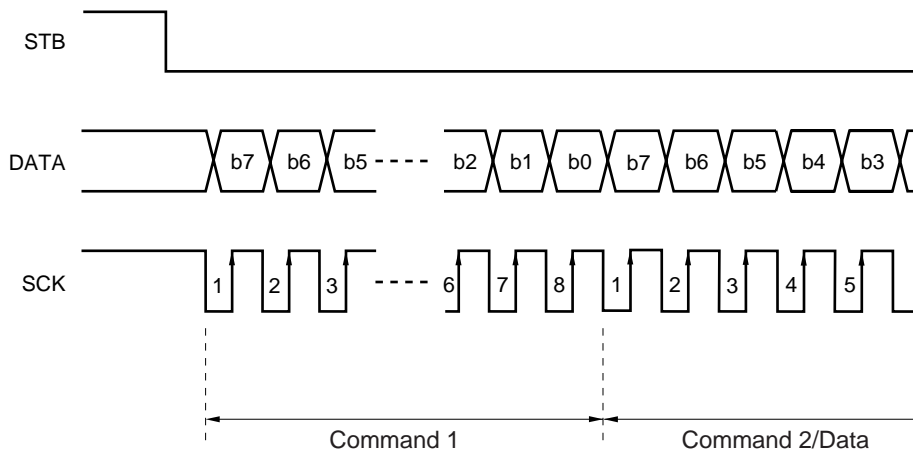 STB
DATA b7 b6 b5 b2 b1 b0 b7 b6 b5 b4 b3
SCK 1 2 3 6 7 8 1 2 3 4 5
Command 1 Command 2/Data